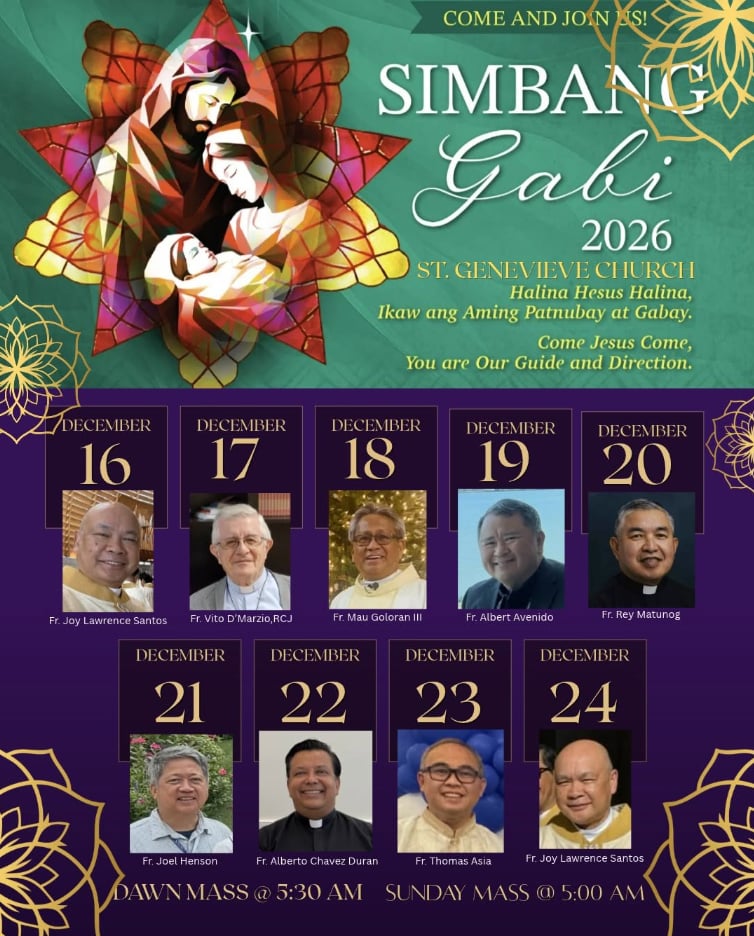 COME AND JOIN US!
SIMBANG
Gabi
2026
ST. GENEVIEVE CHURCH
Halina Hesus Halina,
Ikaw ang Aming Patnubay at Gabay.
Come Jesus Come,
You are Our Guide and Direction.
DECEMBER
16
Fr. Joy Lawrence Santos
DECEMBER
17
Fr. Vito D'Marzio,RCJ
DECEMBER
18
Fr. Mau Goloran III
DECEMBER
19
Fr. Albert Avenido
DECEMBER
20
Fr. Rey Matunog
DECEMBER
21
Fr. Joel Henson
DECEMBER
22
Fr. Alberto Chavez Duran
DECEMBER
23
Fr. Thomas Asia
DECEMBER
24
Fr. Joy Lawrence Santos
DAWN MASS @ 5:30 AM
SUNDAY MASS @ 5:00 AM